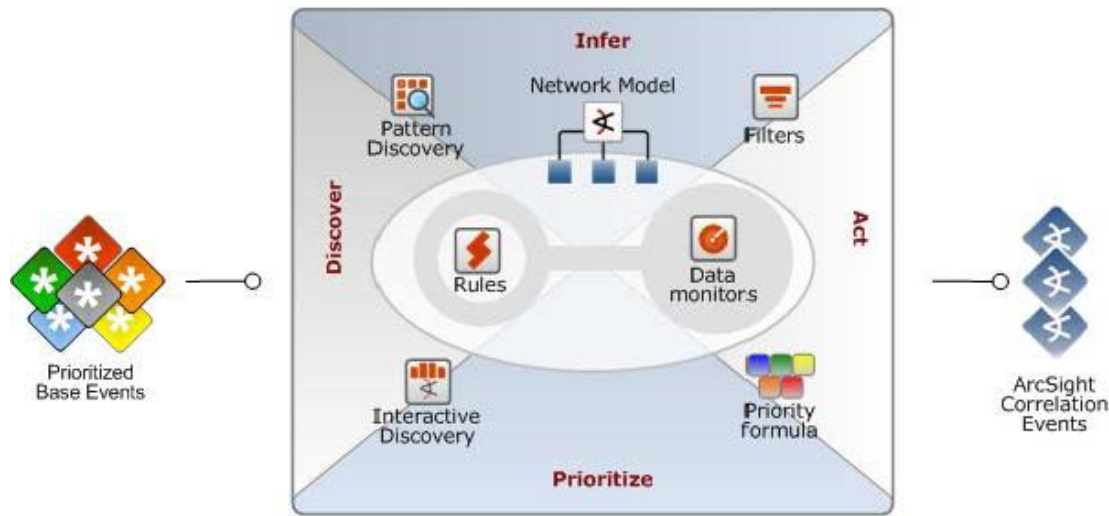 Infer
Network Model
Pattern
Discovery
Filters
Discover
Act
Rules
Data
monitors
Prioritized
Base Events
ArcSight
Correlation
Events
Interactive
Discovery
Priority
formula
Prioritize